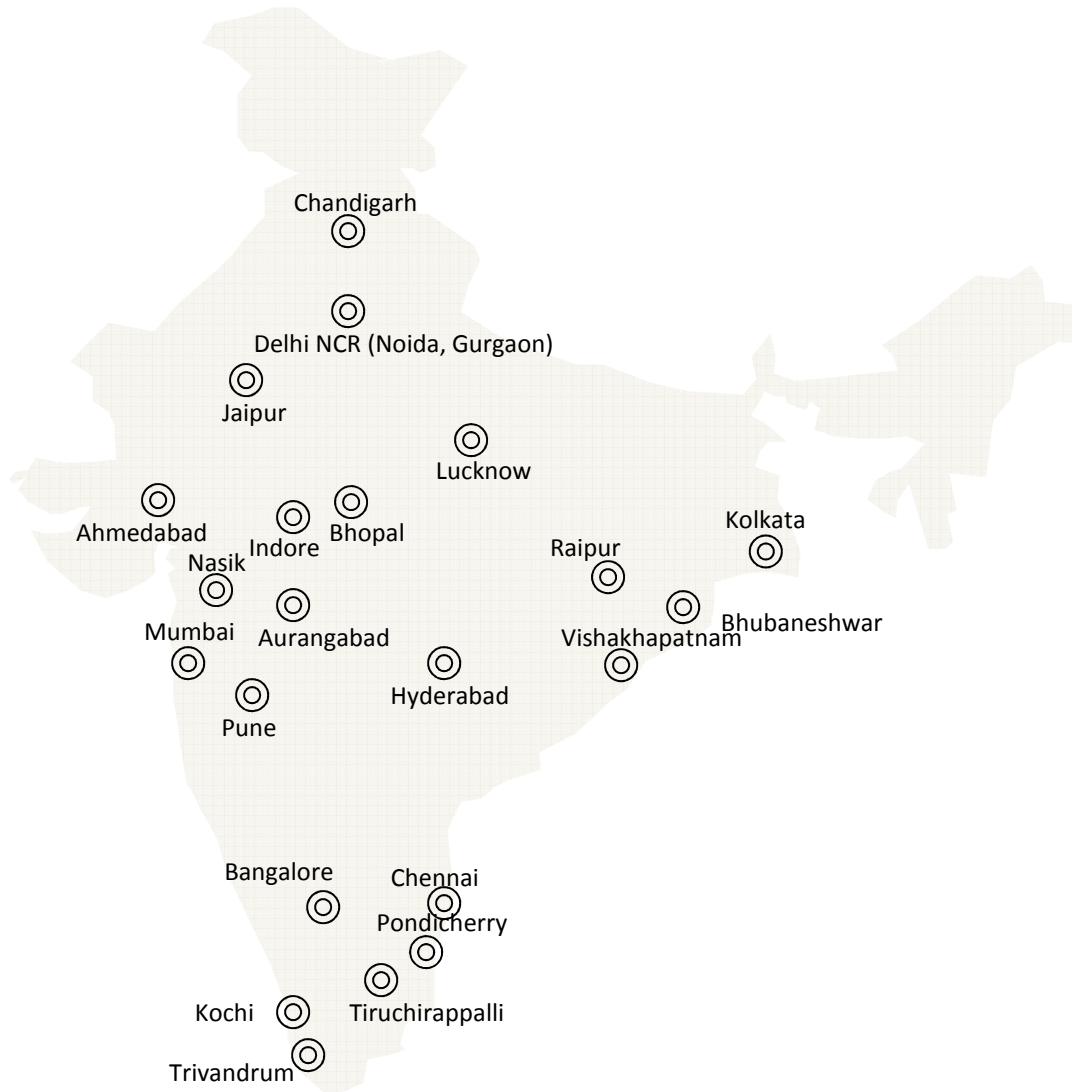 Chandigarh
Delhi NCR (Noida, Gurgaon)
Jaipur
Lucknow
Ahmedabad
Indore
Bhopal
Kolkata
Raipur
Nasik
Bhubaneshwar
Mumbai
Aurangabad
Vishakhapatnam
Hyderabad
Pune
Bangalore
Chennai
Pondicherry
Kochi
Tiruchirappalli
Trivandrum